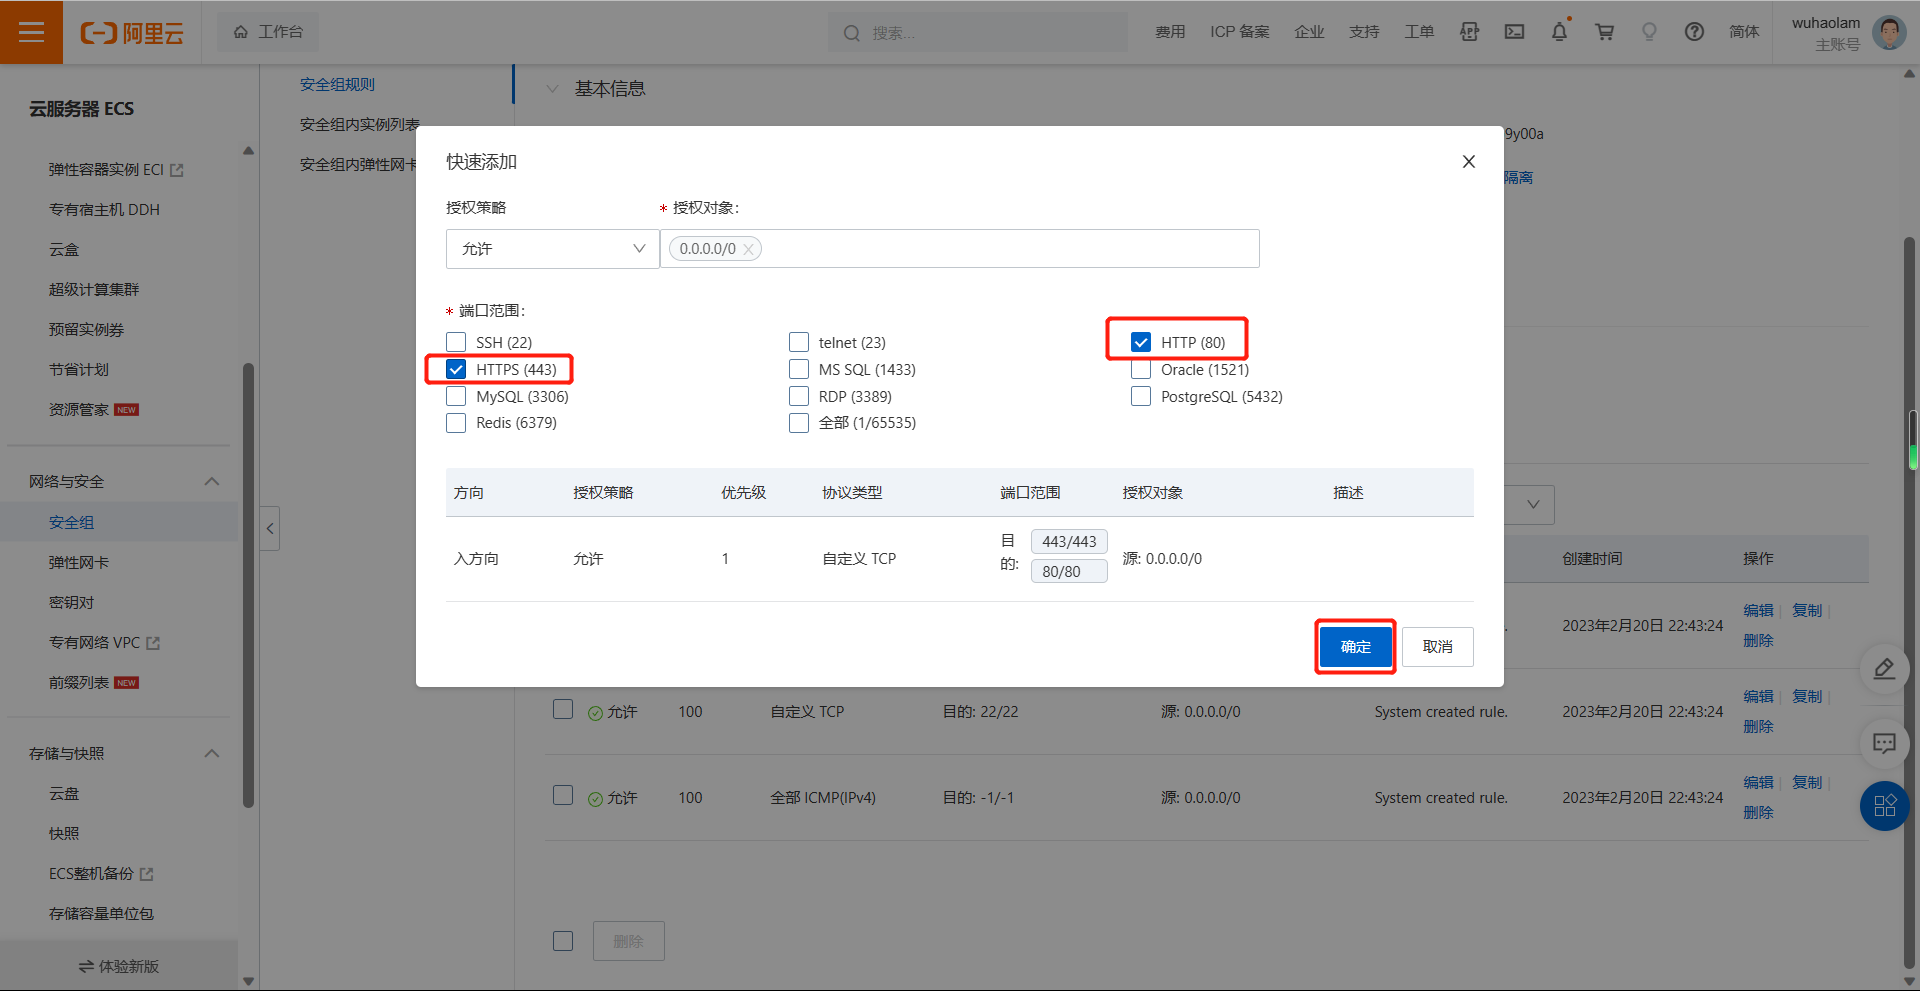 阿里云
工作台
搜索...
费用
ICP 备案
企业
支持
工单
APP
简体
wuhaolam
主账号
云服务器 ECS
弹性容器实例 ECI
专有宿主机 DDH
云盒
超级计算集群
预留实例券
节省计划
资源管家 NEW
网络与安全
安全组
弹性网卡
密钥对
专有网络 VPC
前缀列表 NEW
存储与快照
云盘
快照
ECS整机备份
存储容量单位包
体验新版
安全组规则
安全组内实例列表
安全组内弹性网卡
基本信息
9y00a
隔离
快速添加
授权策略
* 授权对象:
允许
0.0.0.0/0
* 端口范围:
SSH (22)
telnet (23)
HTTP (80)
HTTPS (443)
MS SQL (1433)
Oracle (1521)
MySQL (3306)
RDP (3389)
PostgreSQL (5432)
Redis (6379)
全部 (1/65535)
方向 授权策略 优先级 协议类型 端口范围 授权对象 描述
入方向 允许 1 自定义 TCP 目的: 443/443 80/80 源: 0.0.0.0/0
确定
取消
创建时间 操作
2023年2月20日 22:43:24 编辑 复制
删除
允许 100 自定义 TCP 目的: 22/22 源: 0.0.0.0/0 System created rule. 2023年2月20日 22:43:24 编辑 复制
删除
允许 100 全部 ICMP(IPv4) 目的: -1/-1 源: 0.0.0.0/0 System created rule. 2023年2月20日 22:43:24 编辑 复制
删除
删除